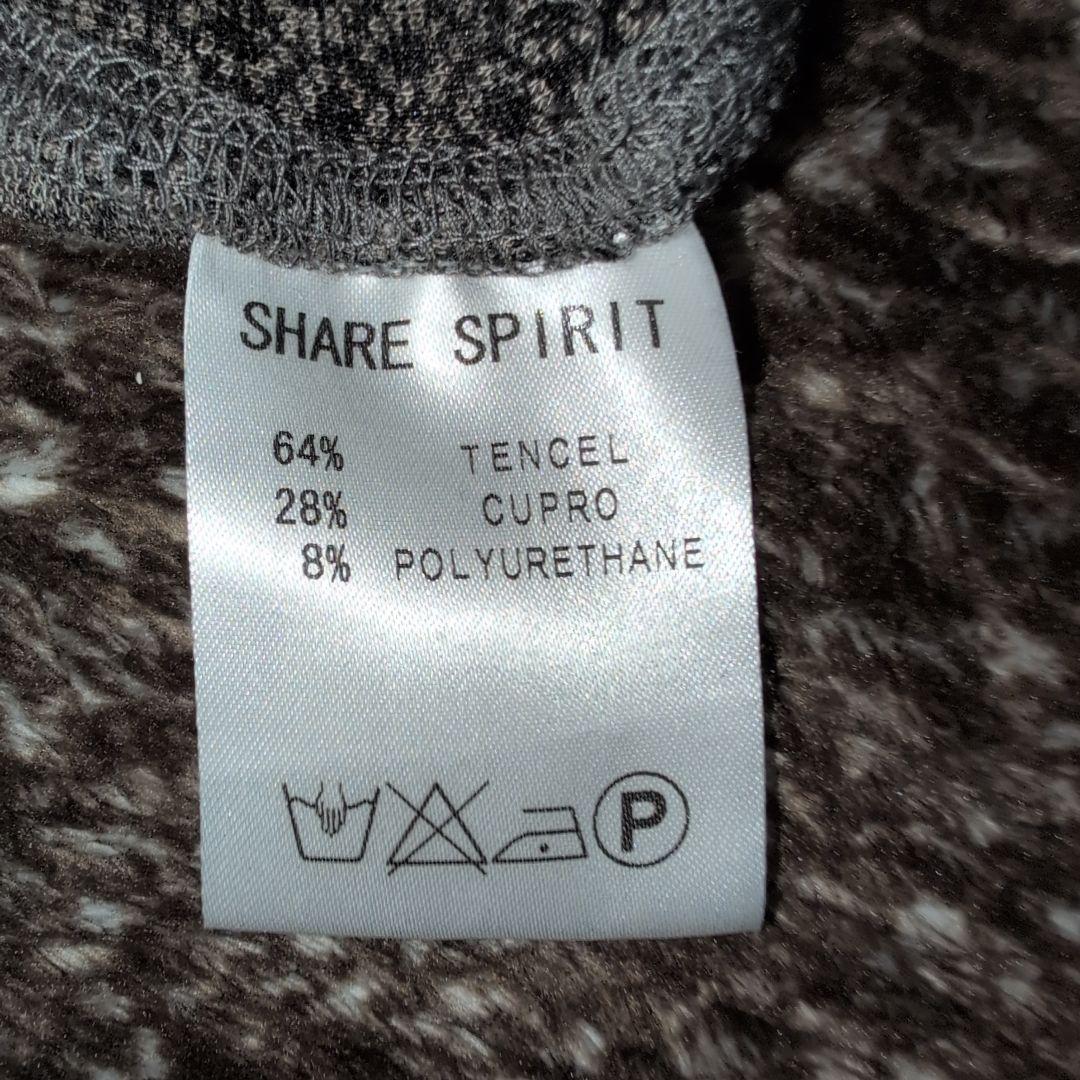 SHARE SPIRIT
64% TENCEL
28% CUPRO
8% POLYURETHANE
P